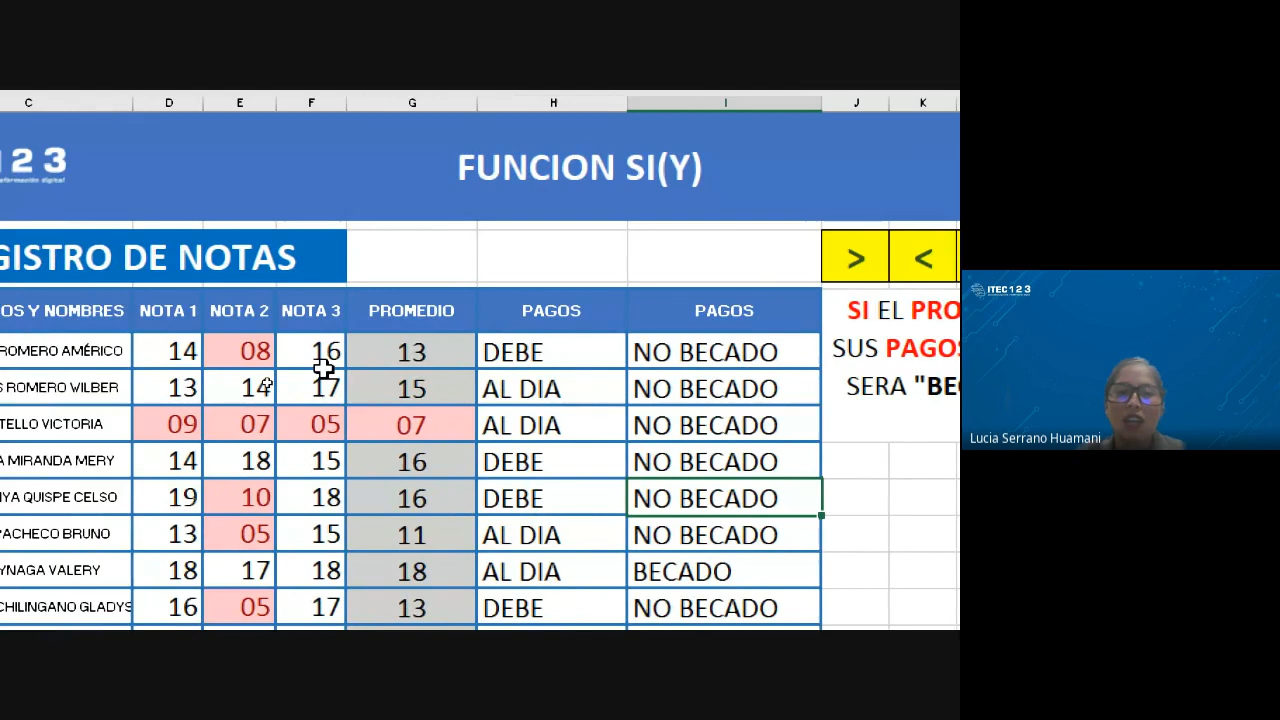 C D E F G H I J K
1 2 3
FUNCION SI(Y)
GISTRO DE NOTAS > <
OS Y NOMBRES NOTA 1 NOTA 2 NOTA 3 PROMEDIO PAGOS PAGOS
ROMERO AMÉRICO 14 08 16 13 DEBE NO BECADO
S ROMERO VILBER 13 14 17 15 AL DIA NO BECADO
TELLO VICTORIA 09 07 05 07 AL DIA NO BECADO
A MIRANDA MERY 14 18 15 16 DEBE NO BECADO
YA QUISPE CELSO 19 10 18 16 DEBE NO BECADO
PACHECO BRUNO 13 05 15 11 AL DIA NO BECADO
YNAGA VALERY 18 17 18 18 AL DIA BECADO
CHILINGANO GLADYS 16 05 17 13 DEBE NO BECADO
SI EL PRO
SUS PAGOS
SERA "BEC
ITEC 1 2 3
Lucia Serrano Huamani